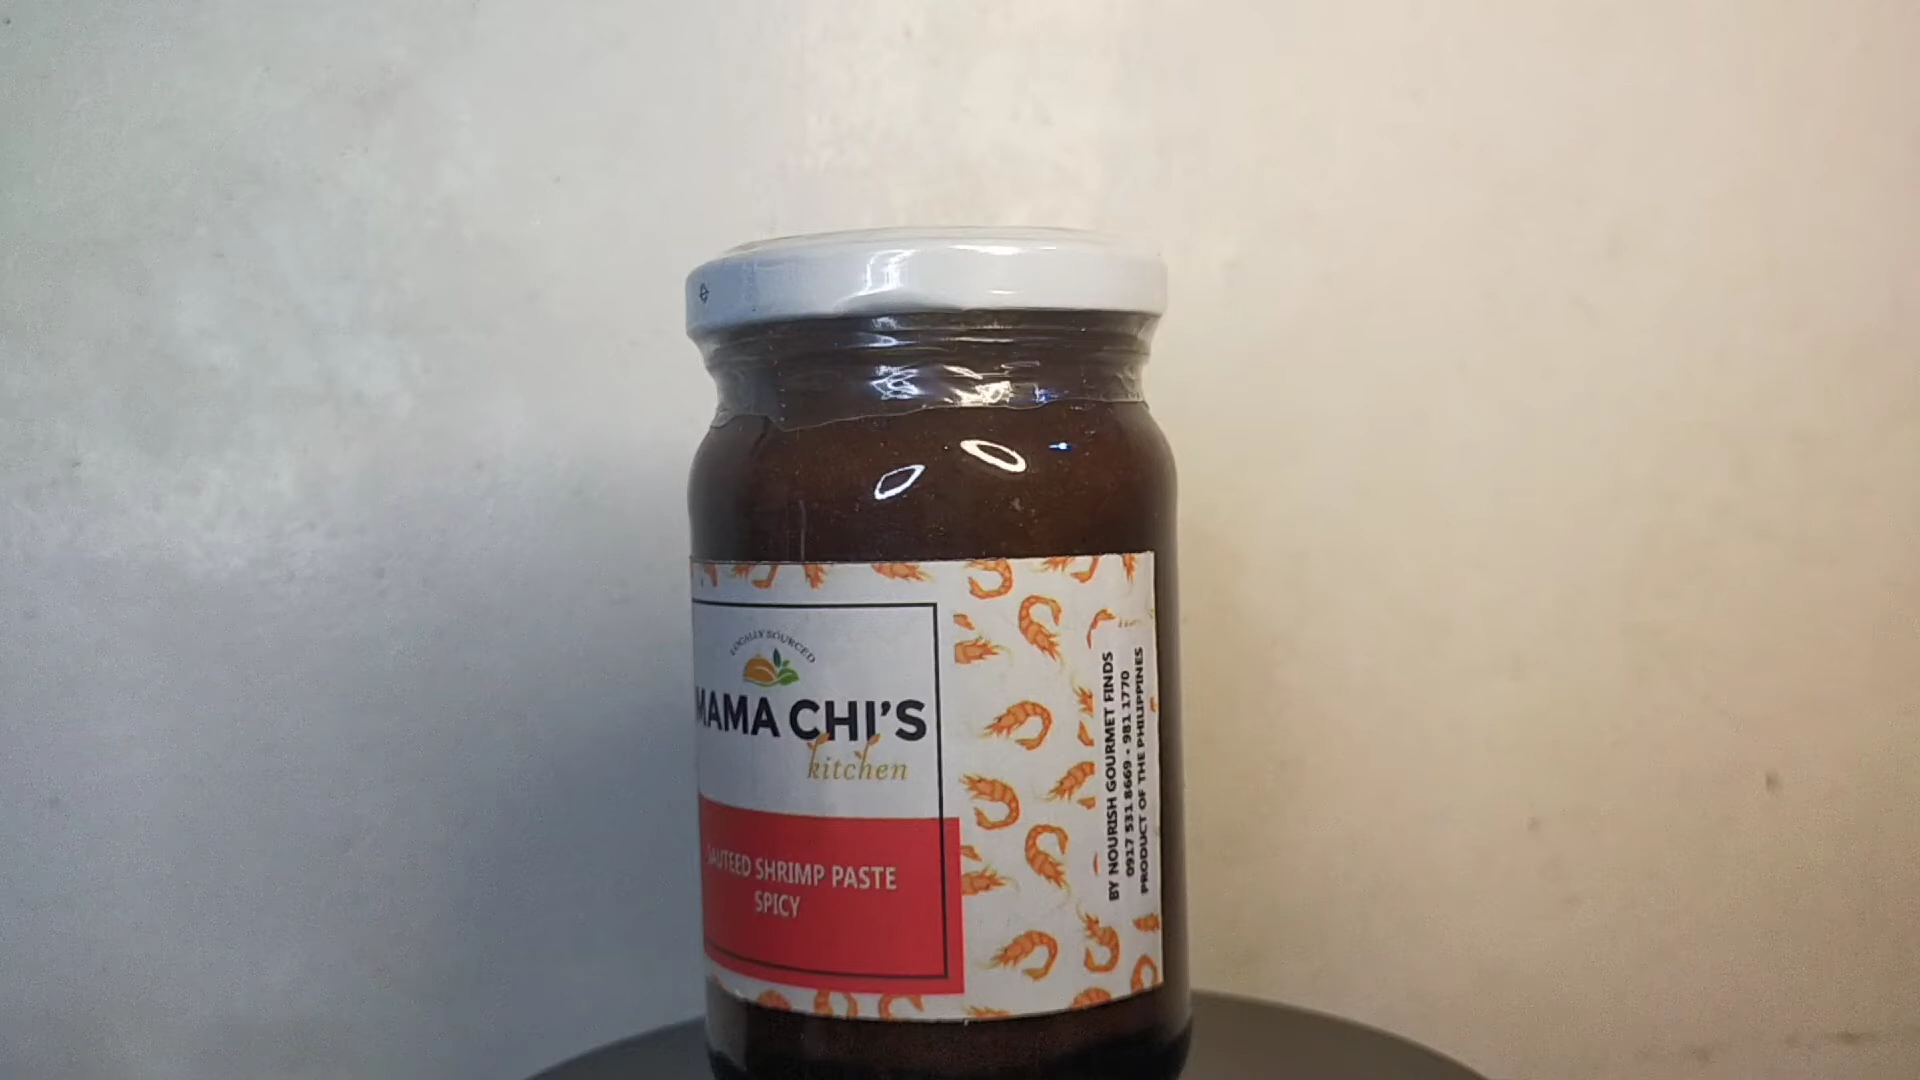 LOCALLY SOURCED
MAMA CHI'S
kitchen
SAUTEED SHRIMP PASTE
SPICY
BY NOURISH GOURMET FINDS
0917 531 8669 - 981 1770
PRODUCT OF THE PHILIPPINES